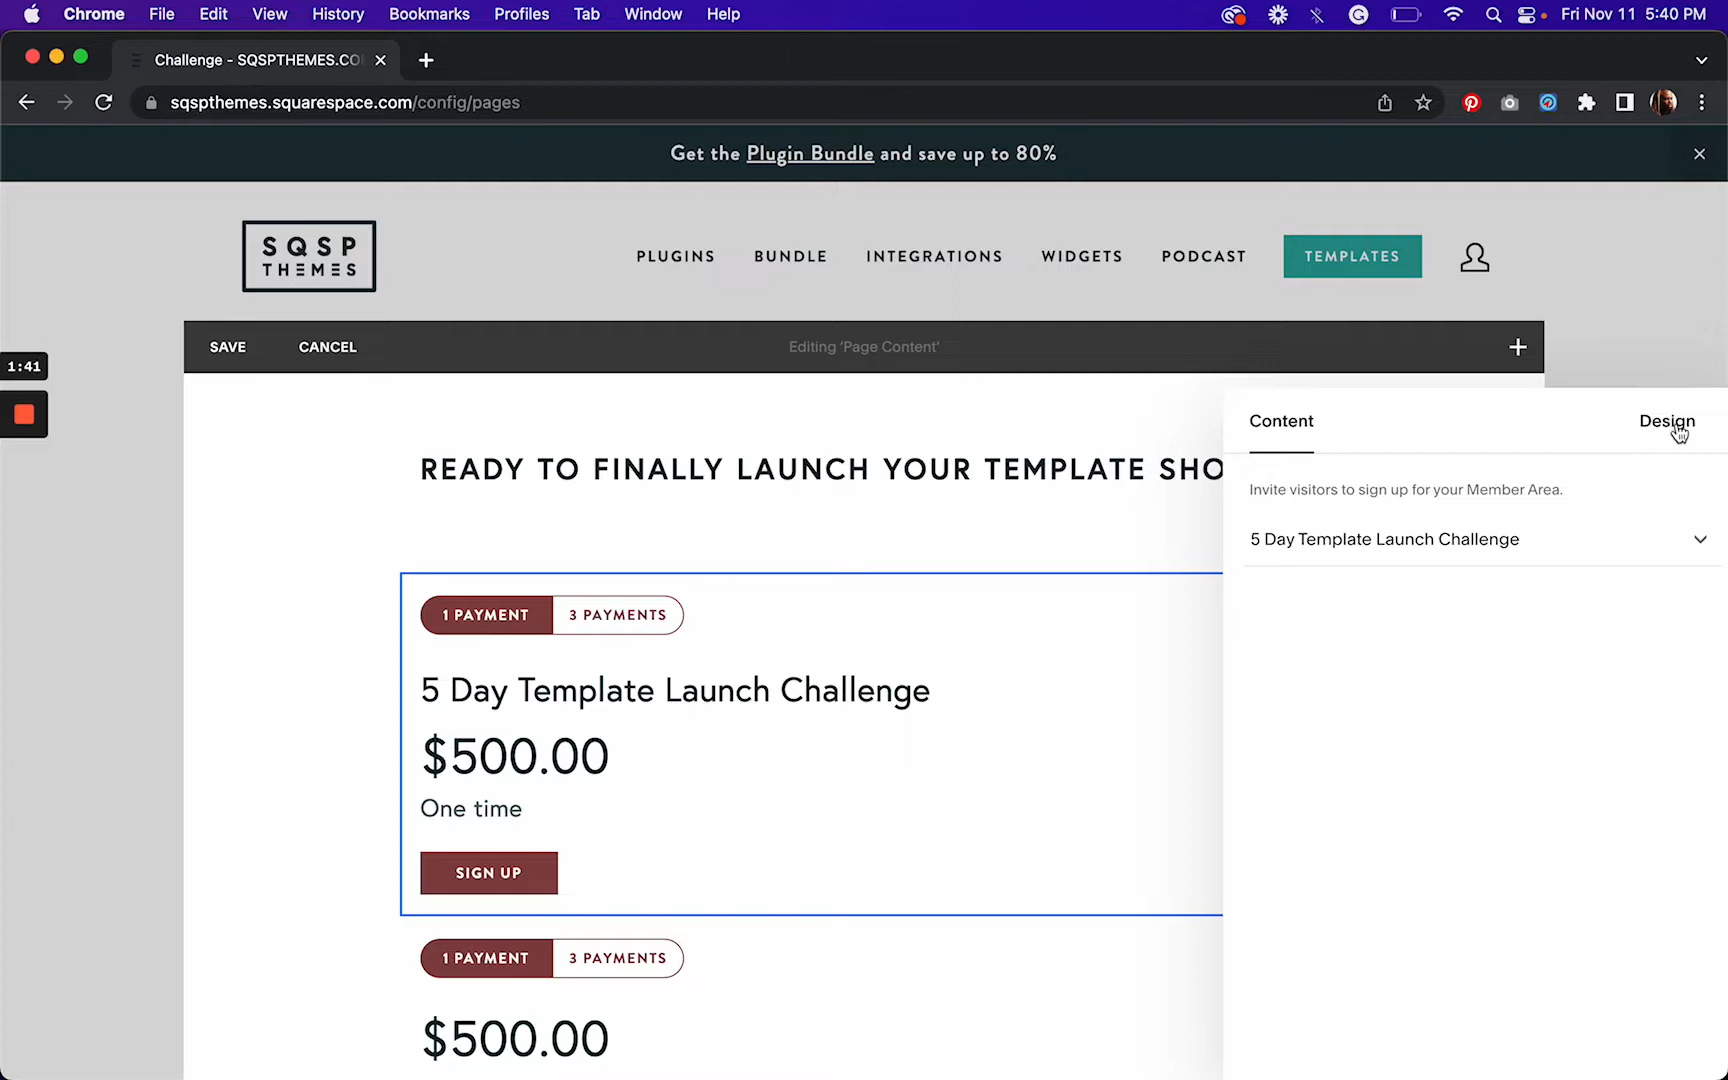 Chrome File Edit View History Bookmarks Profiles Tab Window Help Fri Nov 11 5:40 PM
Challenge - SQSPTHEMES.CO
sqspthemes.squarespace.com/config/pages
Get the Plugin Bundle and save up to 80%
SQSP
THEMES
PLUGINS BUNDLE INTEGRATIONS WIDGETS PODCAST TEMPLATES
SAVE CANCEL Editing 'Page Content'
1:41
Content Design
READY TO FINALLY LAUNCH YOUR TEMPLATE SHO
Invite visitors to sign up for your Member Area.
5 Day Template Launch Challenge
1 PAYMENT 3 PAYMENTS
5 Day Template Launch Challenge
$500.00
One time
SIGN UP
1 PAYMENT 3 PAYMENTS
$500.00